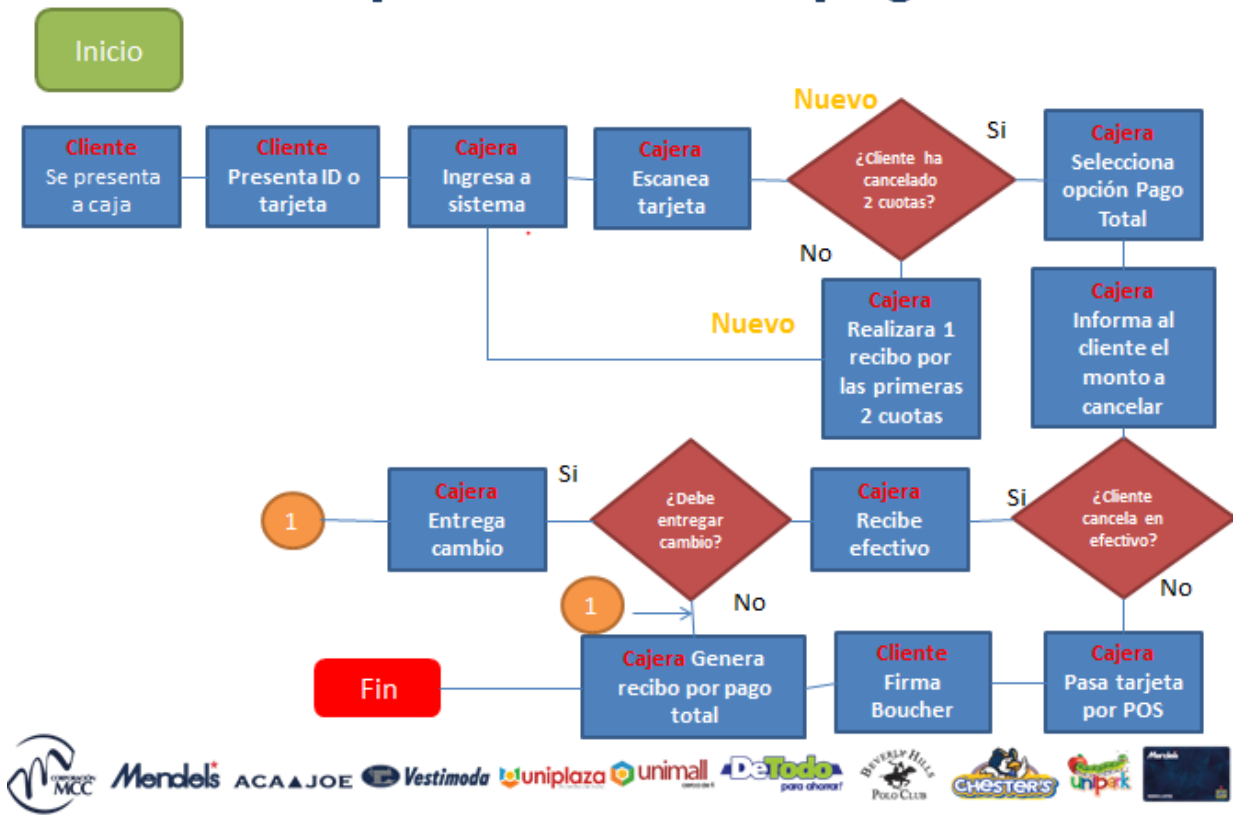 Inicio
Nuevo
Si
Cliente
Se presenta
a caja
Cliente
Presenta ID o
tarjeta
Cajera
Ingresa a
sistema
Cajera
Escanea
tarjeta
¿Cliente ha
cancelado
2 cuotas?
Cajera
Selecciona
opción Pago
Total
No
Nuevo
Cajera
Realizara 1
recibo por
las primeras
2 cuotas
Cajera
Informa al
cliente el
monto a
cancelar
1
Cajera
Entrega
cambio
Si
¿Debe
entregar
cambio?
Cajera
Recibe
efectivo
Si
¿Cliente
cancela en
efectivo?
1
No
No
Fin
Cajera Genera
recibo por pago
total
Cliente
Firma
Boucher
Cajera
Pasa tarjeta
por POS
CORPORACIÓN
MCC
Mendels
ACA JOE
Vestimoda
uniplaza
unimall
DeTodo
para ahorrar!
BEVERLY HILLS
POLO CLUB
CHESTER'S
unipark
Mendels